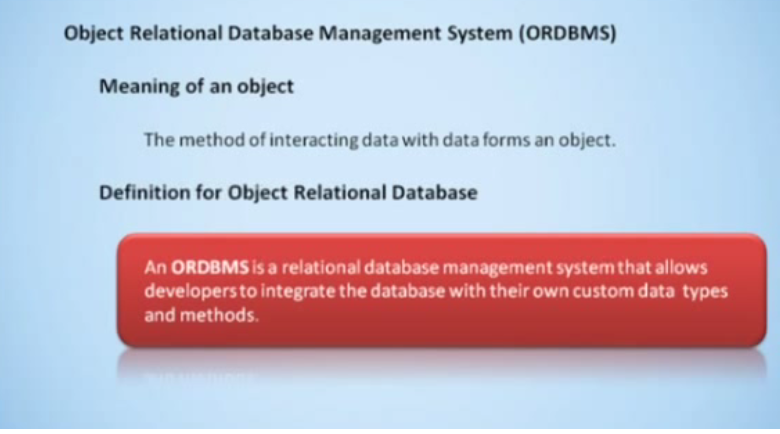 Object Relational Database Management System (ORDBMS)
Meaning of an object
The method of interacting data with data forms an object.
Definition for Object Relational Database
An ORDBMS is a relational database management system that allows
developers to integrate the database with their own custom data types
and methods.